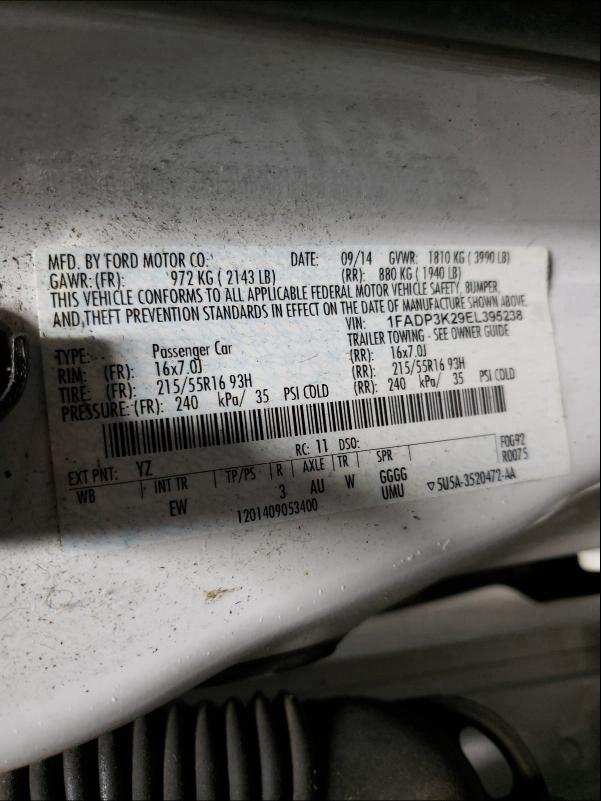 MFD. BY FORD MOTOR CO. DATE: 09/14 GVWR: 1810 KG ( 3990 LB)
GAWR: (FR): 972 KG ( 2143 LB) (RR): 880 KG ( 1940 LB)
THIS VEHICLE CONFORMS TO ALL APPLICABLE FEDERAL MOTOR VEHICLE SAFETY, BUMPER,
AND, THEFT PREVENTION STANDARDS IN EFFECT ON THE DATE OF MANUFACTURE SHOWN ABOVE.
VIN: 1FADP3K29EL395238
TYPE: Passenger Car TRAILER TOWING - SEE OWNER GUIDE
RIM: (FR): 16x7.0J (RR): 16x7.0J
TIRE: (FR): 215/55R16 93H (RR): 215/55R16 93H
PRESSURE: (FR): 240 kPa/ 35 PSI COLD (RR): 240 kPa/ 35 PSI COLD
EXT PNT: YZ RC: 11 DSO: F0G92
WB INT TR TP/PS R AXLE TR SPR R0075
EW 3 AU W GGGG
UMU ▽5U5A-3520472-AA
1201409053400